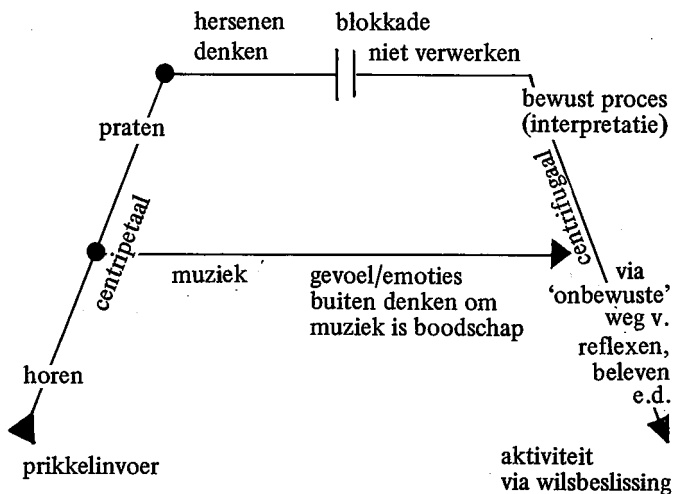 hersenen
denken
blokkade
niet verwerken
bewust proces
(interpretatie)
praten
centripetaal
centrifugaal
muziek
gevoel/emoties
buiten denken om
muziek is boodschap
via
‘onbewuste’
weg v.
reflexen,
beleven
e.d.
horen
prikkelinvoer
aktiviteit
via wilsbeslissing